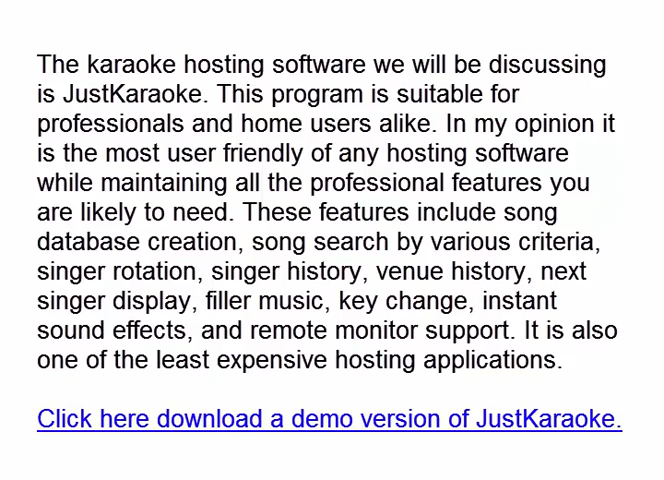 The karaoke hosting software we will be discussing
is JustKaraoke. This program is suitable for
professionals and home users alike. In my opinion it
is the most user friendly of any hosting software
while maintaining all the professional features you
are likely to need. These features include song
database creation, song search by various criteria,
singer rotation, singer history, venue history, next
singer display, filler music, key change, instant
sound effects, and remote monitor support. It is also
one of the least expensive hosting applications.
Click here download a demo version of JustKaraoke.